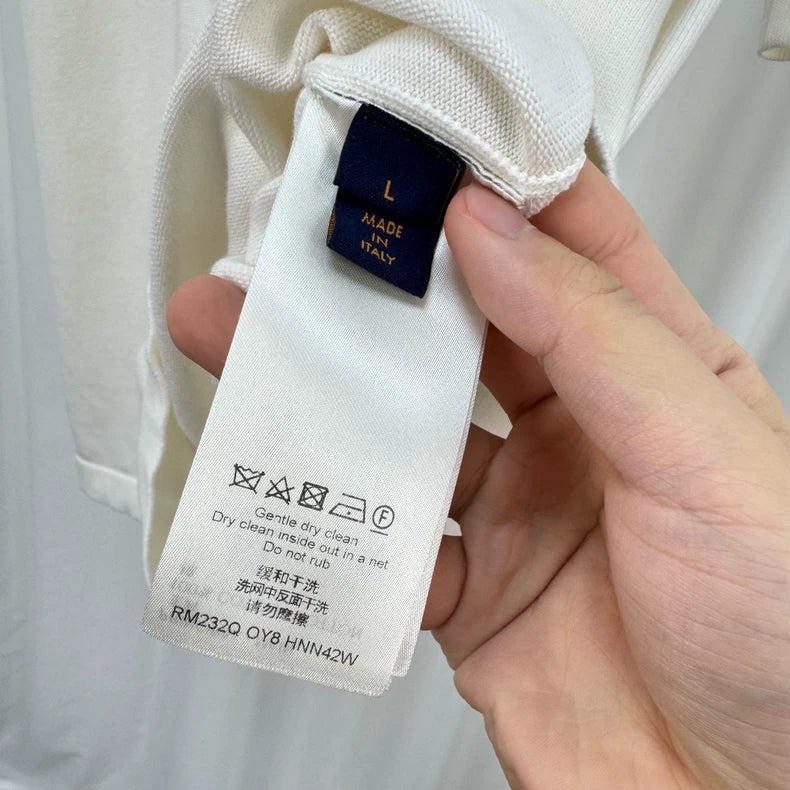 L
MADE
IN
ITALY
F
Gentle dry clean
Dry clean inside out in a net
Do not rub
缓和干洗
洗网中反面干洗
请勿磨擦
RM232Q OY8 HNN42W